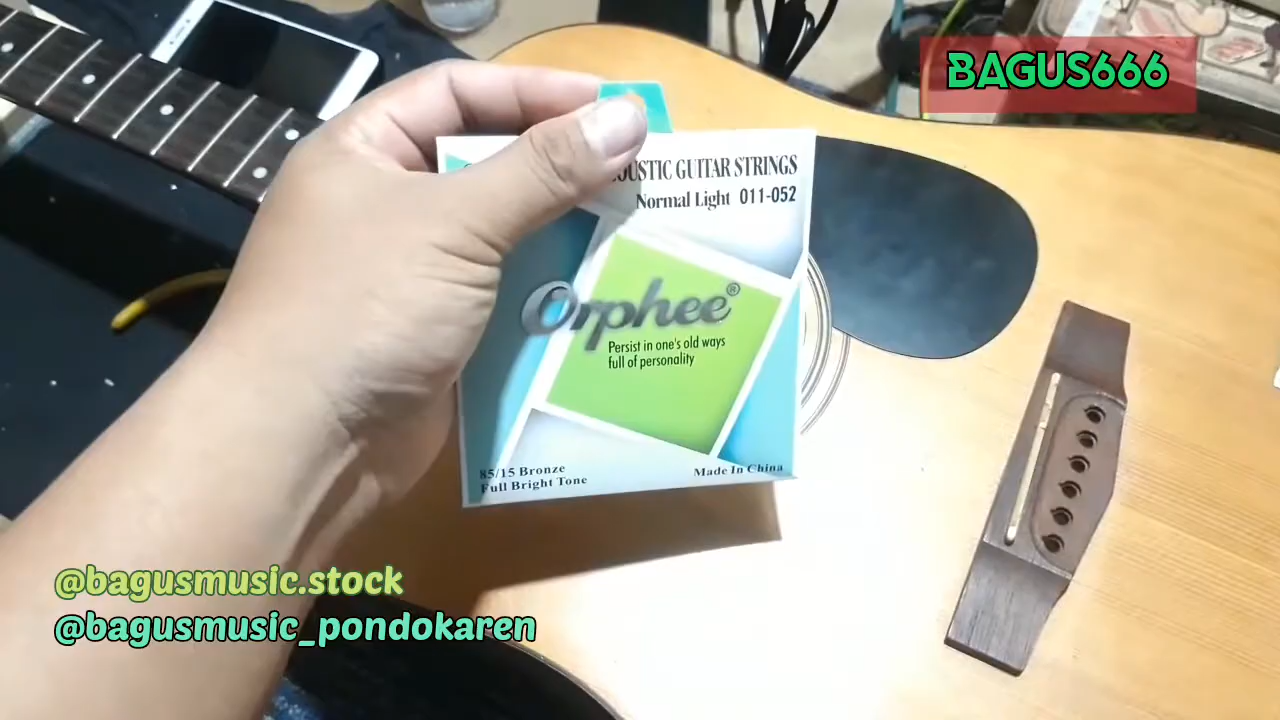 BAGUS666
GUITAR STRINGS
Normal Light 011-052
Orphee®
Persist in one's old ways
full of personality
85/15 Bronze
Full Bright Tone
Made In China
@bagusmusic.stock
@bagusmusic_pondokaren